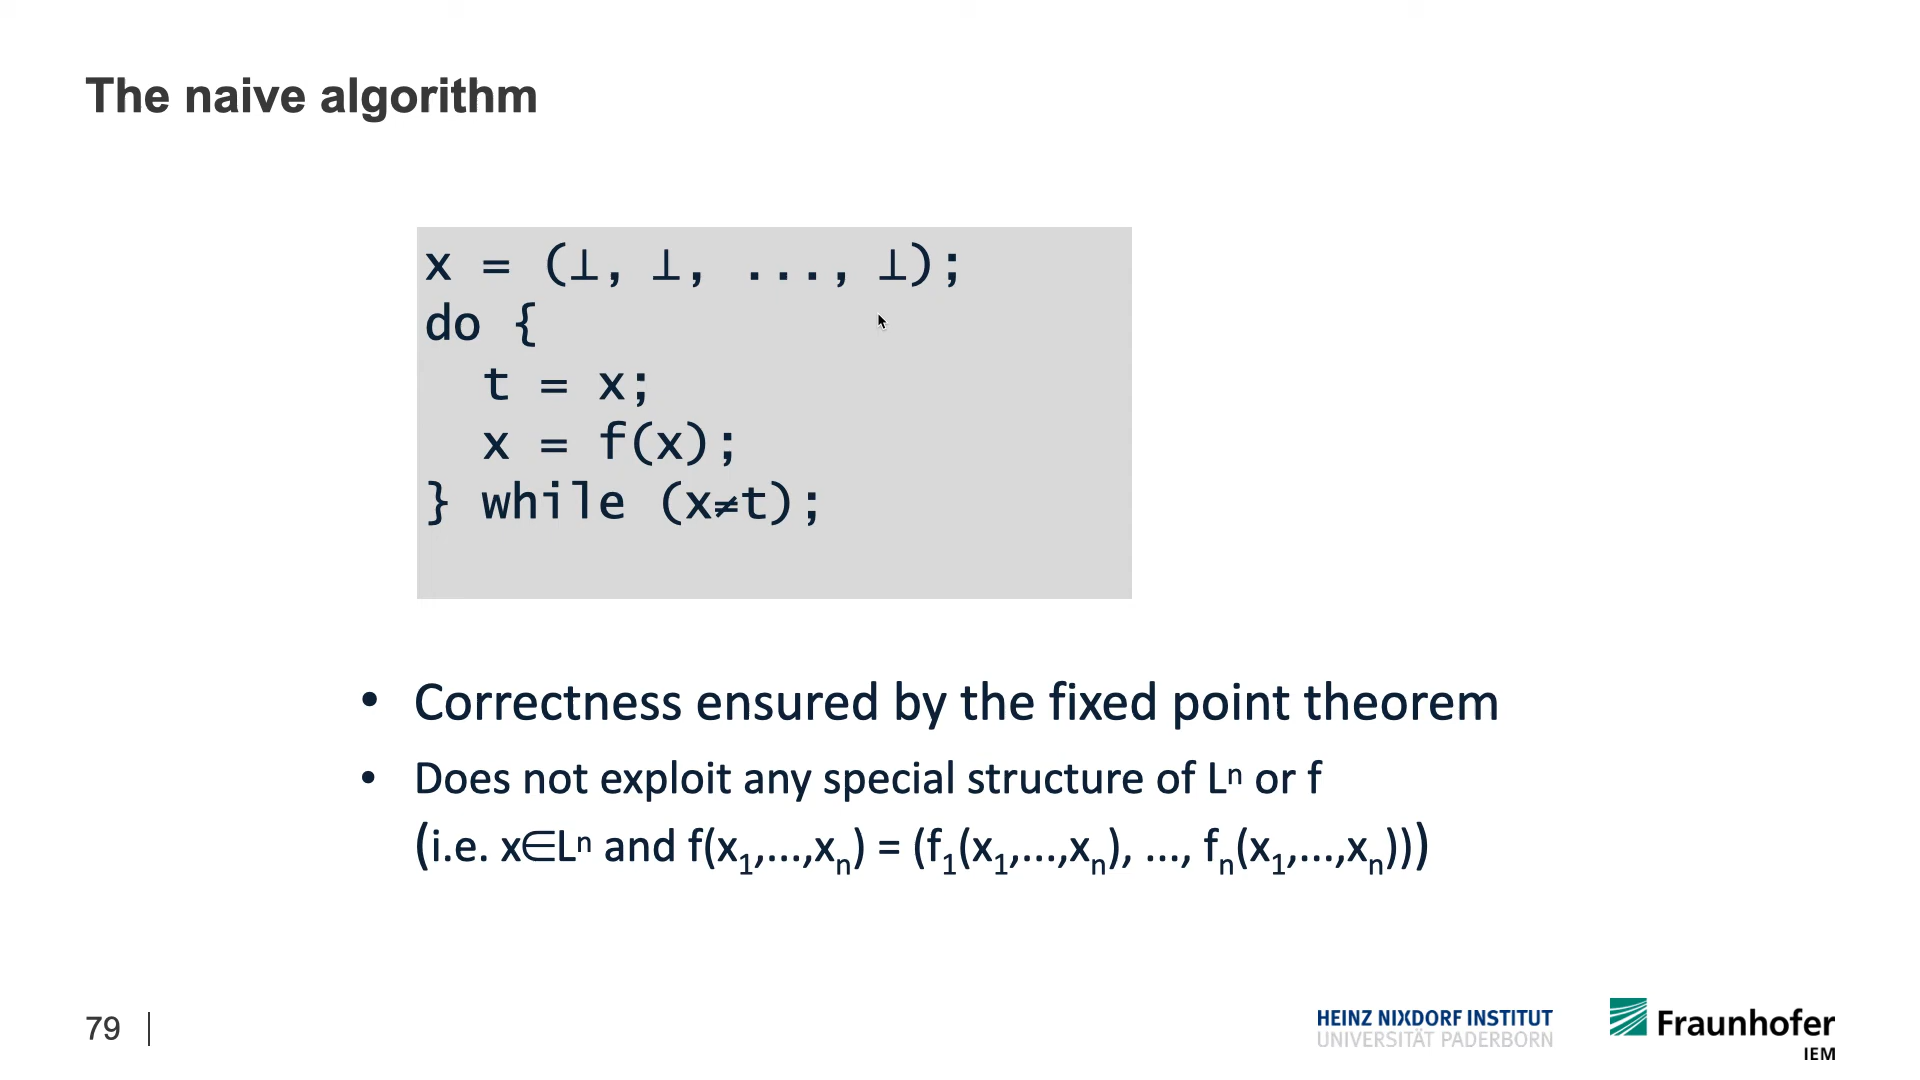 The naive algorithm
x = (⊥, ⊥, ..., ⊥);
do {
t = x;
x = f(x);
} while (x≠t);
• Correctness ensured by the fixed point theorem
• Does not exploit any special structure of Lⁿ or f
(i.e. x∈Lⁿ and f(x₁,...,xₙ) = (f₁(x₁,...,xₙ), ..., fₙ(x₁,...,xₙ)))
79 |
HEINZ NIXDORF INSTITUT
UNIVERSITÄT PADERBORN
Fraunhofer
IEM